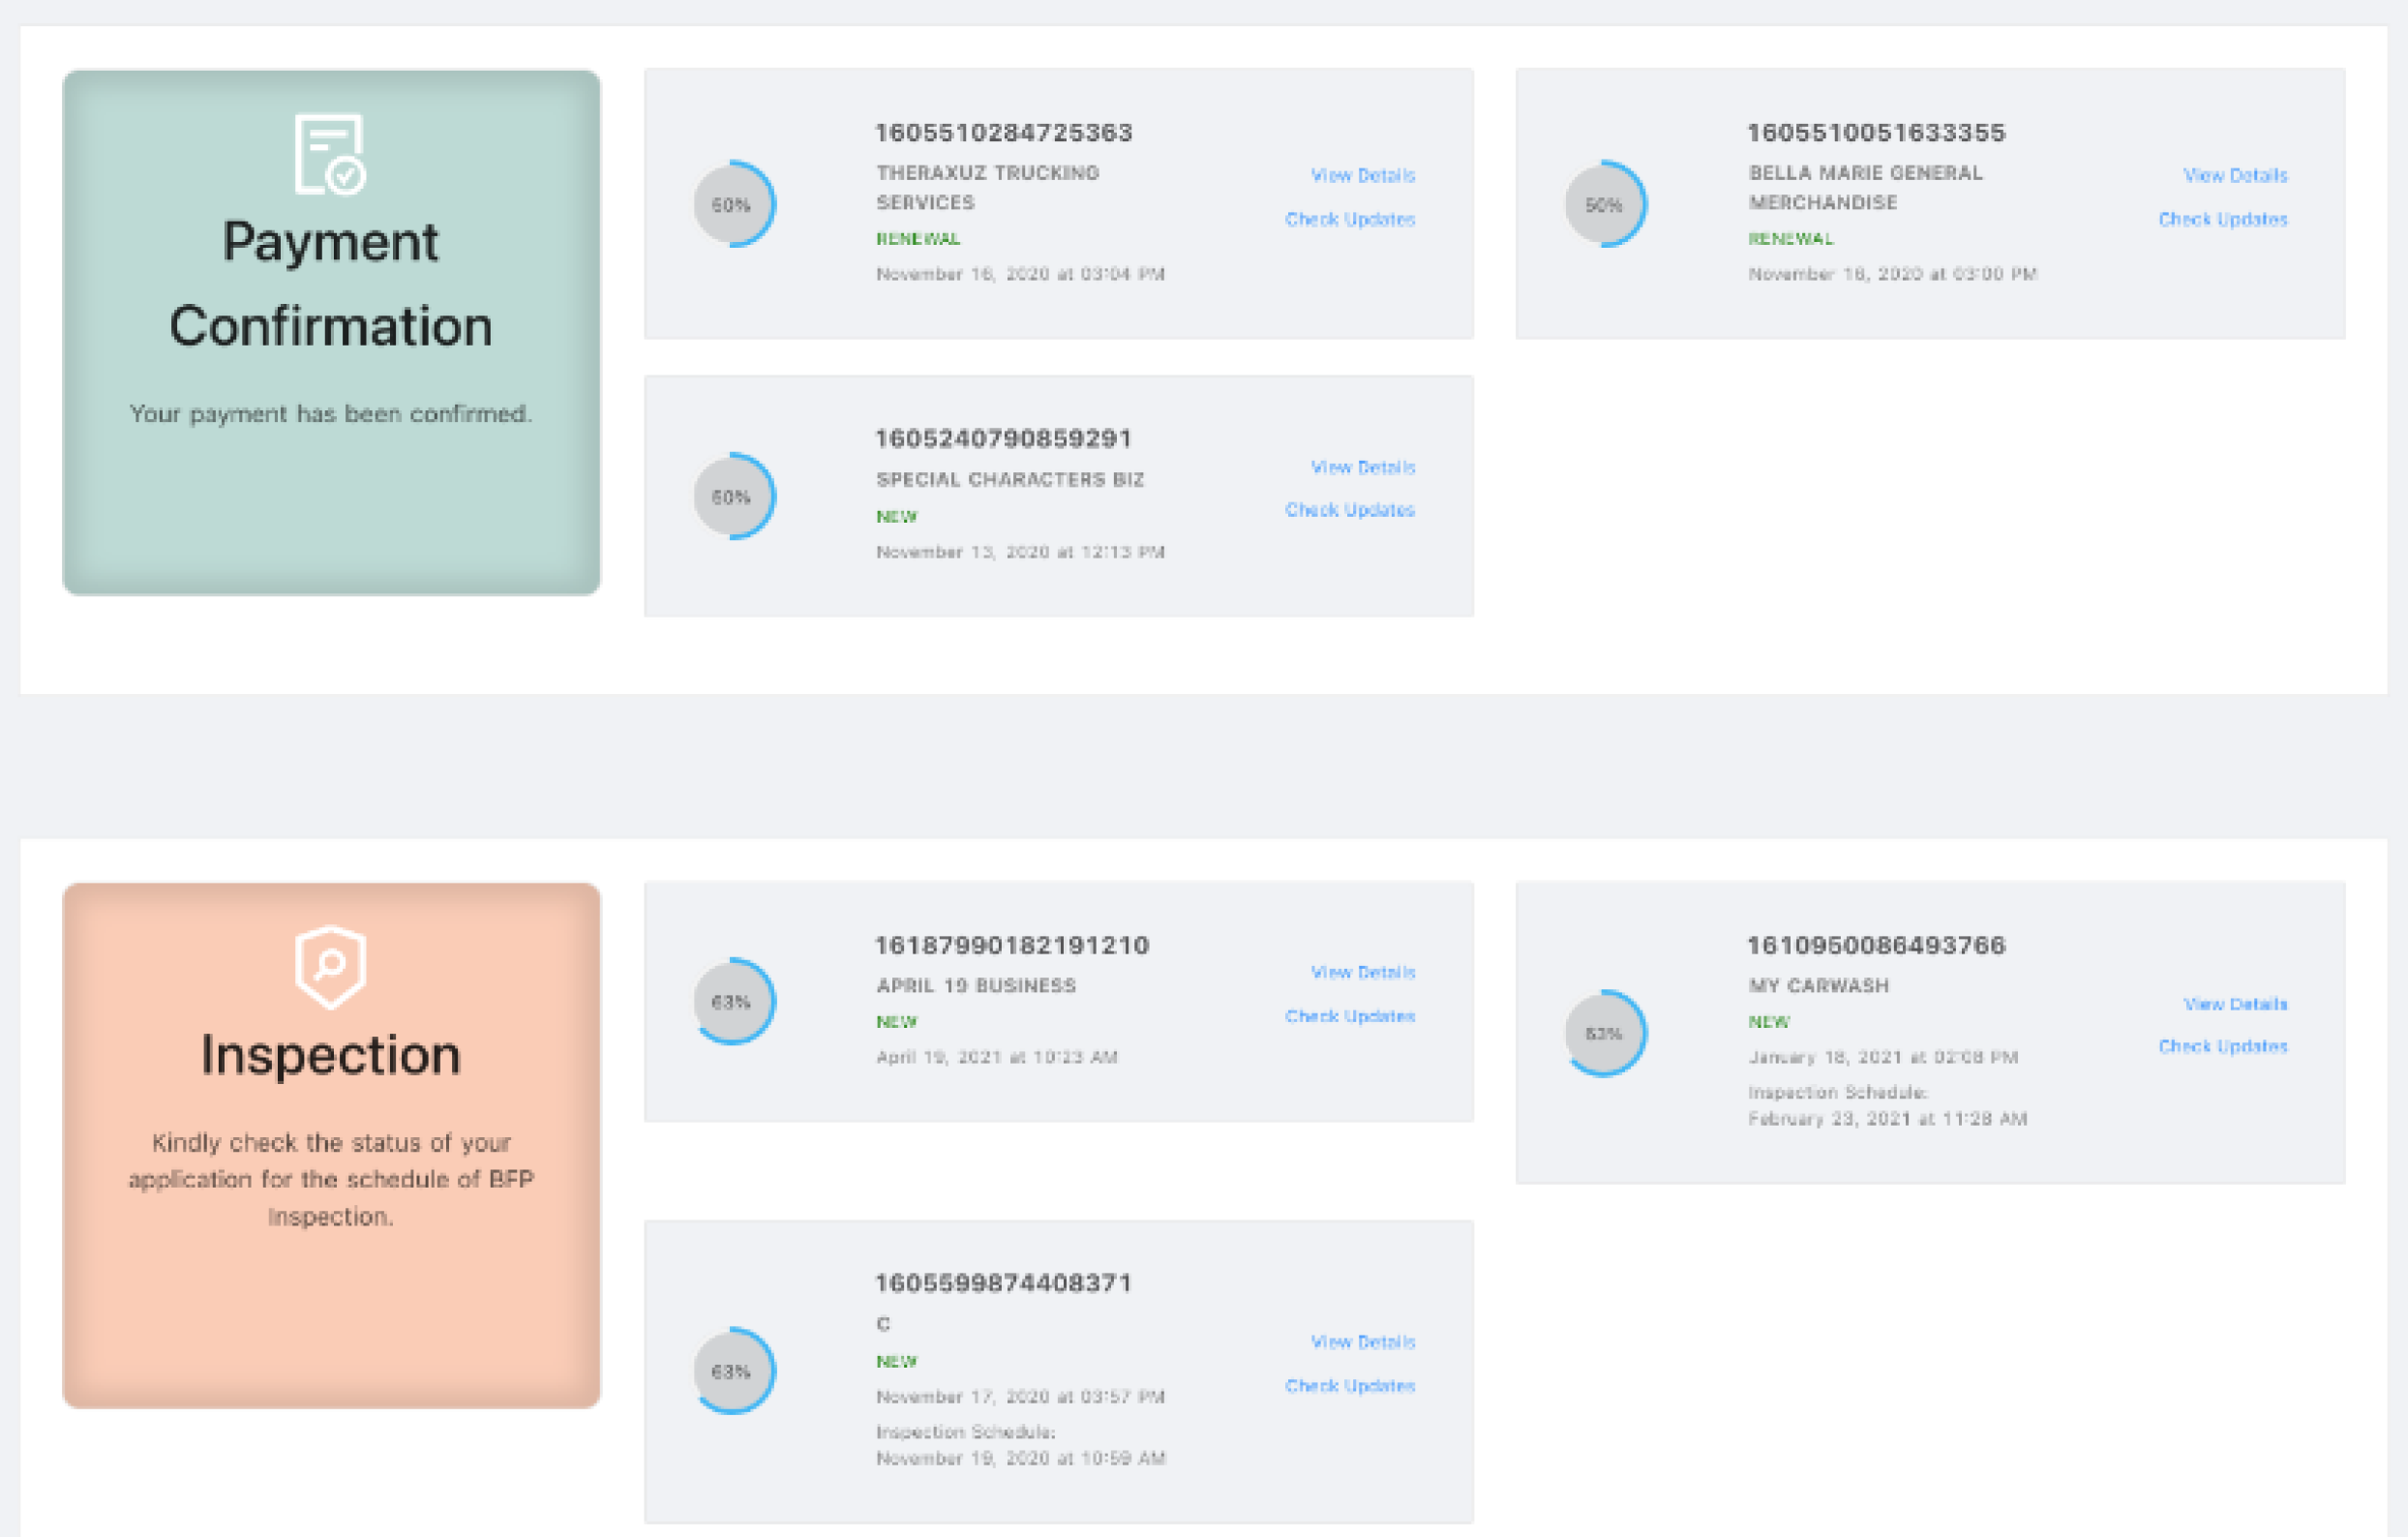 Payment
Confirmation
Your payment has been confirmed.
50%
1605510284725363
THERAXUZ TRUCKING
SERVICES
RENEWAL
November 16, 2020 at 03:04 PM
View Details
Check Updates
50%
1605510051633355
BELLA MARIE GENERAL
MERCHANDISE
RENEWAL
November 16, 2020 at 03:00 PM
View Details
Check Updates
50%
1605240790859291
SPECIAL CHARACTERS BIZ
NEW
November 13, 2020 at 12:13 PM
View Details
Check Updates
Inspection
Kindly check the status of your
application for the schedule of BFP
Inspection.
63%
16187990182191210
APRIL 19 BUSINESS
NEW
April 19, 2021 at 10:23 AM
View Details
Check Updates
63%
1610950086493766
MY CARWASH
NEW
January 18, 2021 at 02:08 PM
Inspection Schedule:
February 23, 2021 at 11:28 AM
View Details
Check Updates
63%
1605599874408371
C
NEW
November 17, 2020 at 03:57 PM
Inspection Schedule:
November 19, 2020 at 10:59 AM
View Details
Check Updates